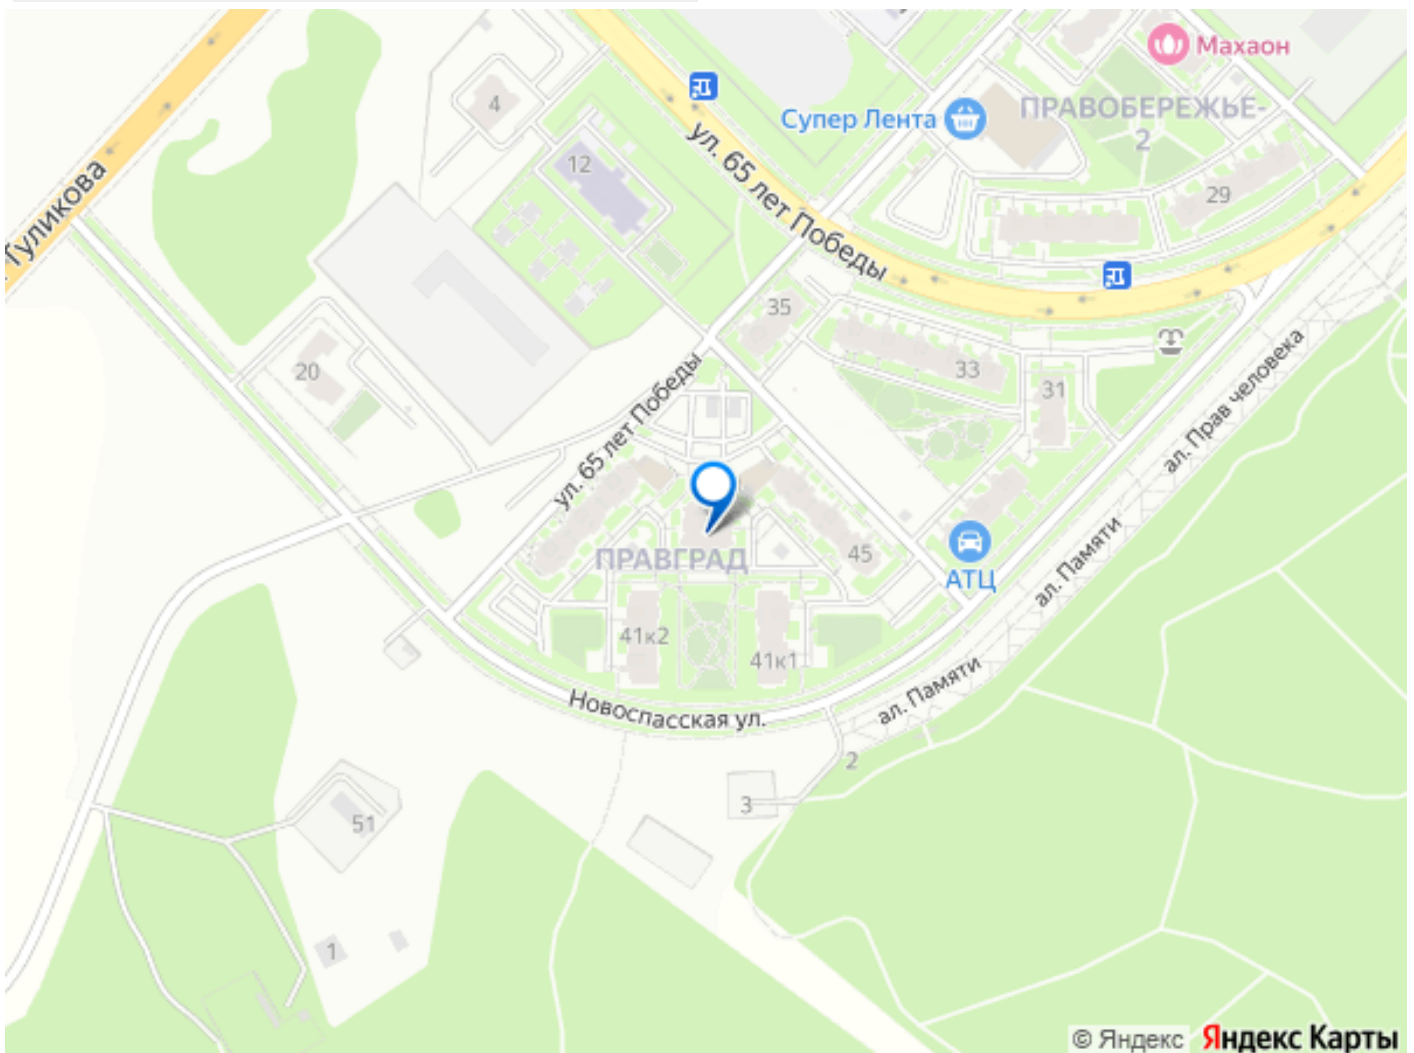 Махаон
4
Супер Лента
ПРАВОБЕРЕЖЬЕ-
2
ул. 65 лет Победы
12
29
Туликова
35
33
31
20
ал. Прав человека
ул. 65 лет Победы
45
ПРАВГРАД
АТЦ
ал. Памяти
41к2
41к1
ал. Памяти
Новоспасская ул.
2
3
51
1
© Яндекс Яндекс Карты